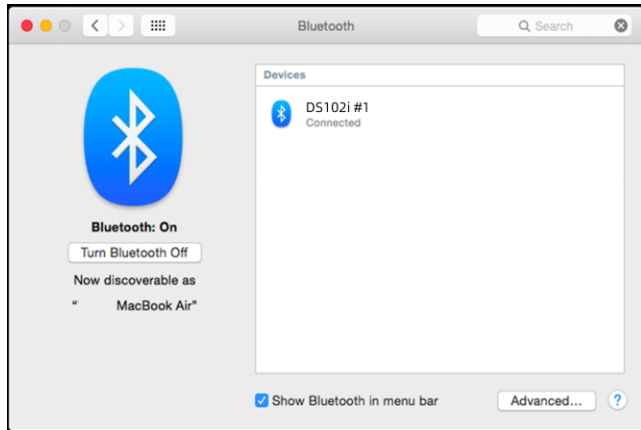 Bluetooth
Search
Devices
DS102i #1
Connected
Bluetooth: On
Turn Bluetooth Off
Now discoverable as
“ MacBook Air"
Show Bluetooth in menu bar
Advanced...
?